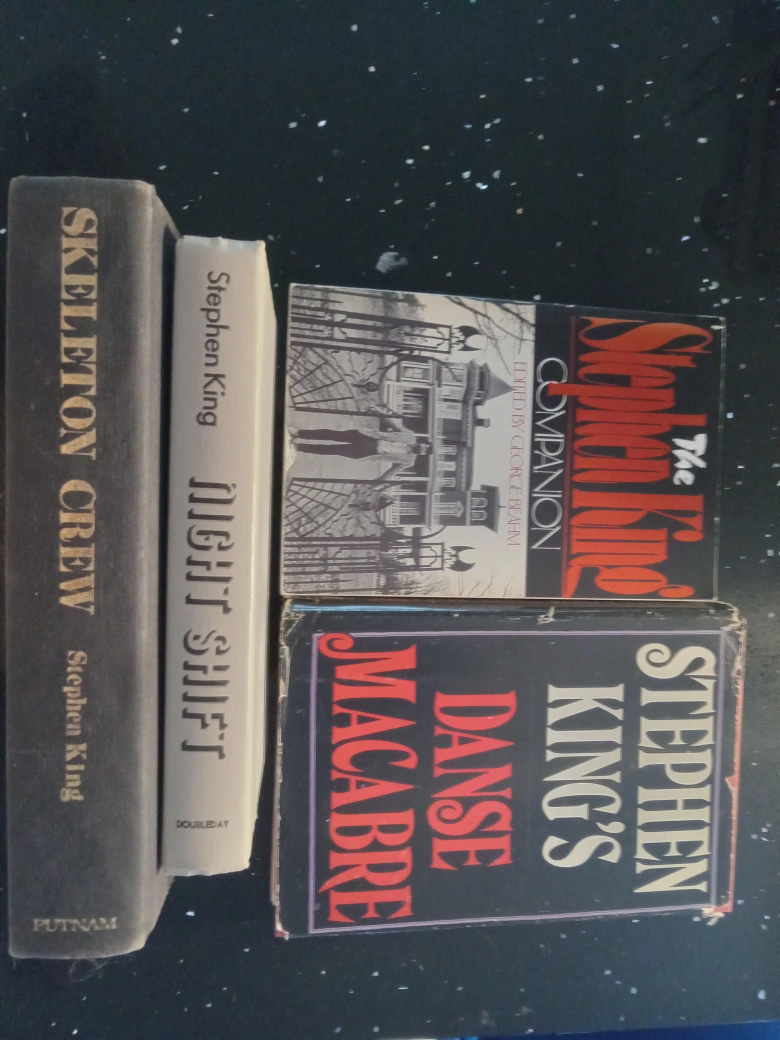 SKELETON CREW Stephen King
PUTNAM
Stephen King NIGHT SHIFT
DOUBLEDAY
The
Stephen King
COMPANION
EDITED BY GEORGE BEAHM
STEPHEN
KING'S
DANSE
MACABRE